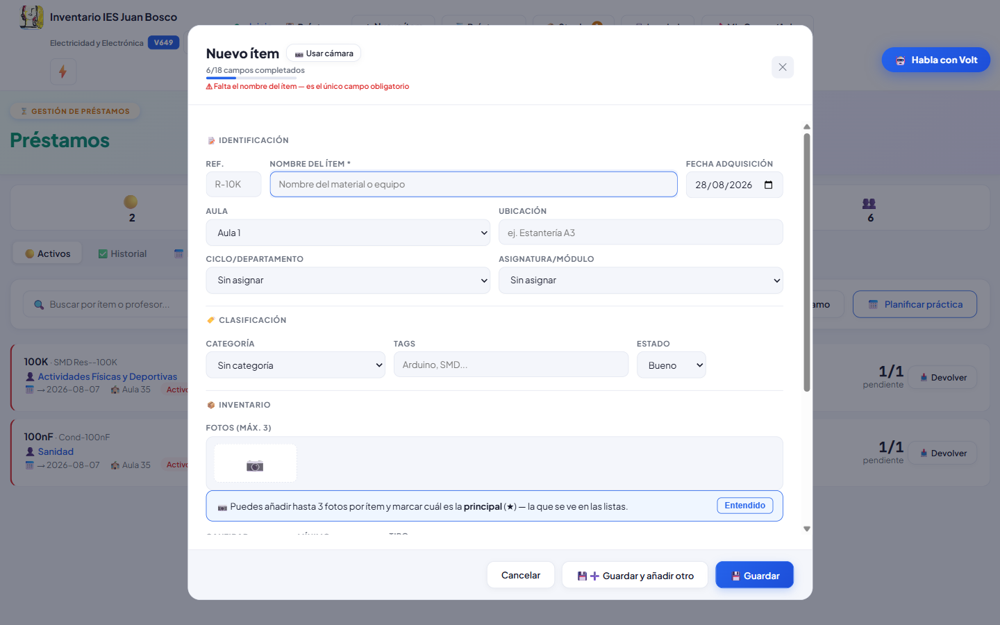 Inventario IES Juan Bosco
Electricidad y Electrónica V649
Habla con Volt
GESTIÓN DE PRÉSTAMOS
Préstamos
2
6
Activos
Historial
Buscar por ítem o profesor...
Planificar práctica
100K · SMD Res--100K
Actividades Físicas y Deportivas
→ 2026-08-07 Aula 35
1/1
pendiente
Devolver
100nF · Cond-100nF
Sanidad
→ 2026-08-07 Aula 35
1/1
pendiente
Devolver
Nuevo ítem
Usar cámara
6/18 campos completados
⚠ Falta el nombre del ítem — es el único campo obligatorio
IDENTIFICACIÓN
REF. NOMBRE DEL ÍTEM * FECHA ADQUISICIÓN
R-10K Nombre del material o equipo 28/08/2026
AULA UBICACIÓN
Aula 1 ej. Estantería A3
CICLO/DEPARTAMENTO ASIGNATURA/MÓDULO
Sin asignar Sin asignar
CLASIFICACIÓN
CATEGORÍA TAGS ESTADO
Sin categoría Arduino, SMD... Bueno
INVENTARIO
FOTOS (MÁX. 3)
Puedes añadir hasta 3 fotos por ítem y marcar cuál es la principal (★) — la que se ve en las listas.
Entendido
Cancelar
Guardar y añadir otro
Guardar